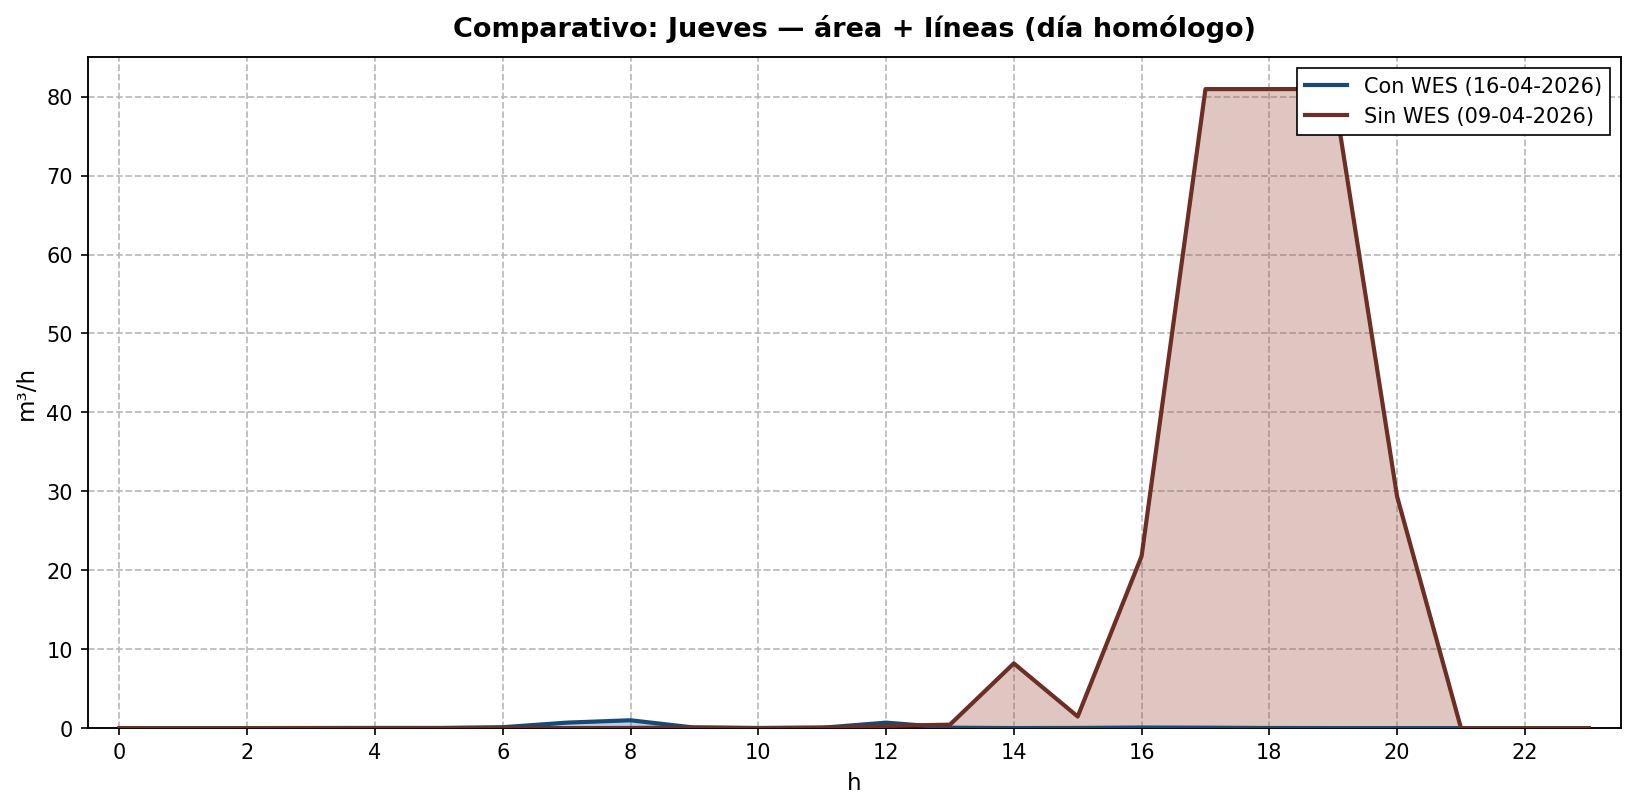 Comparativo: Jueves — área + líneas (día homólogo)
Con WES (16-04-2026)
Sin WES (09-04-2026)
80
70
60
50
40
30
20
10
0
m³/h
0 2 4 6 8 10 12 14 16 18 20 22
h